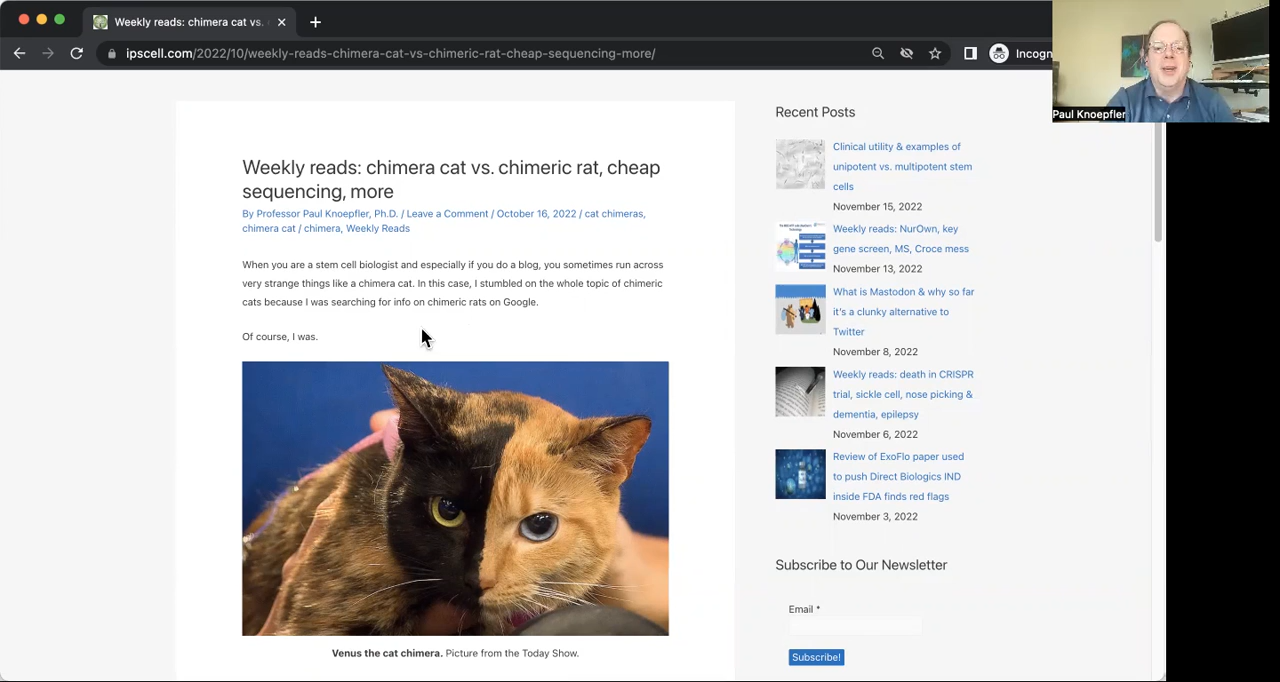 Weekly reads: chimera cat vs.
ipscell.com/2022/10/weekly-reads-chimera-cat-vs-chimeric-rat-cheap-sequencing-more/
Incogn
Paul Knoepfler
Weekly reads: chimera cat vs. chimeric rat, cheap
sequencing, more
By Professor Paul Knoepfler, Ph.D. / Leave a Comment / October 16, 2022 / cat chimeras,
chimera cat / chimera, Weekly Reads
When you are a stem cell biologist and especially if you do a blog, you sometimes run across
very strange things like a chimera cat. In this case, I stumbled on the whole topic of chimeric
cats because I was searching for info on chimeric rats on Google.
Of course, I was.
Venus the cat chimera. Picture from the Today Show.
Recent Posts
Clinical utility & examples of
unipotent vs. multipotent stem
cells
November 15, 2022
Weekly reads: NurOwn, key
gene screen, MS, Croce mess
November 13, 2022
What is Mastodon & why so far
it's a clunky alternative to
Twitter
November 8, 2022
Weekly reads: death in CRISPR
trial, sickle cell, nose picking &
dementia, epilepsy
November 6, 2022
Review of ExoFlo paper used
to push Direct Biologics IND
inside FDA finds red flags
November 3, 2022
Subscribe to Our Newsletter
Email *
Subscribe!